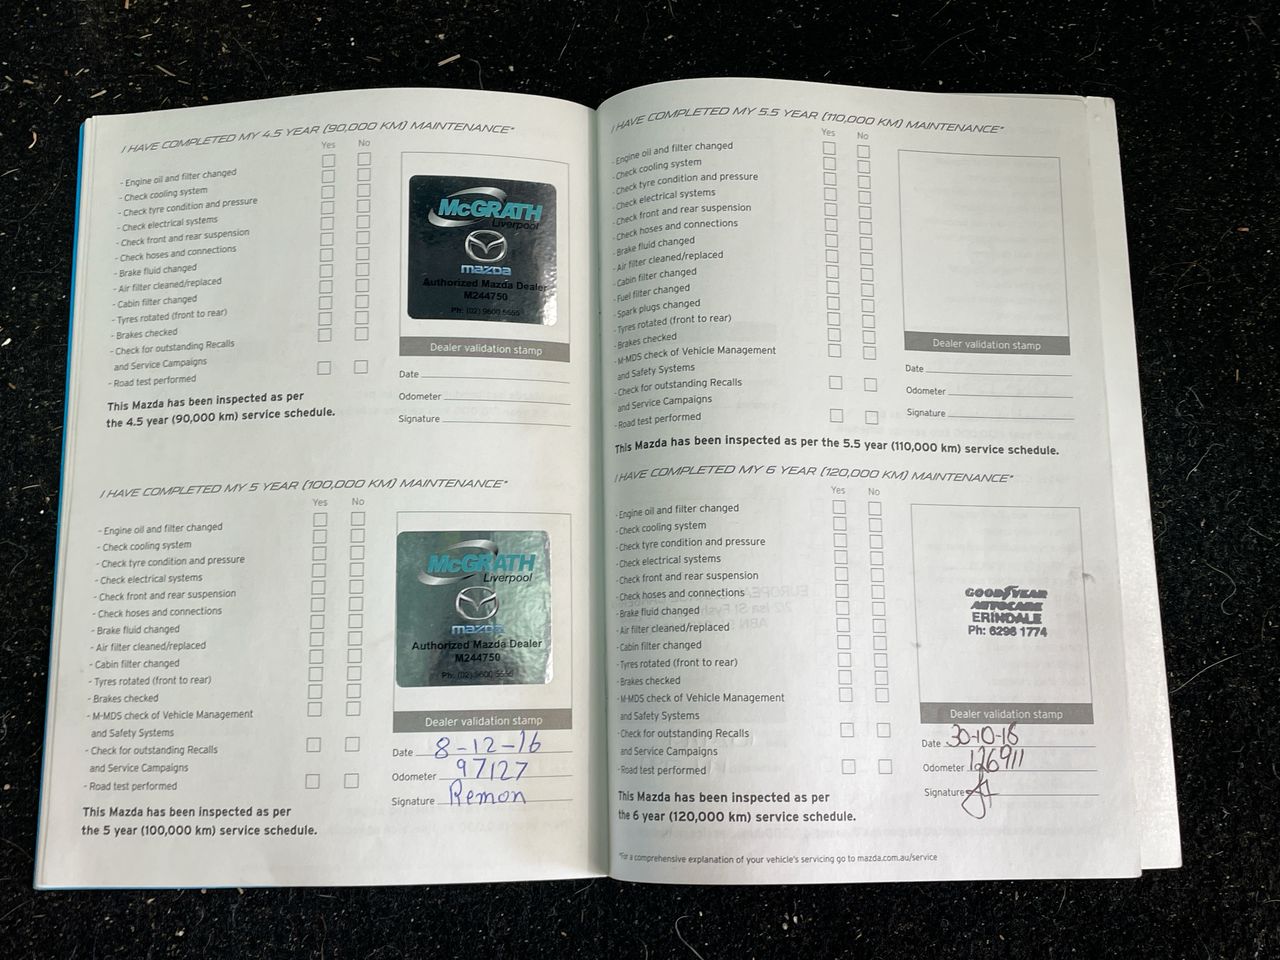 I HAVE COMPLETED MY 4.5 YEAR (90,000 KM) MAINTENANCE*
Yes No
- Engine oil and filter changed
- Check cooling system
- Check tyre condition and pressure
- Check electrical systems
- Check front and rear suspension
- Check hoses and connections
- Brake fluid changed
- Air filter cleaned/replaced
- Cabin filter changed
- Tyres rotated (front to rear)
- Brakes checked
- Check for outstanding Recalls
and Service Campaigns
- Road test performed
This Mazda has been inspected as per
the 4.5 year (90,000 km) service schedule.
McGRATH
Liverpool
mazda
Authorized Mazda Dealer
M244750
Ph: (02) 9600 5555
Dealer validation stamp
Date
Odometer
Signature
I HAVE COMPLETED MY 5 YEAR (100,000 KM) MAINTENANCE*
Yes No
- Engine oil and filter changed
- Check cooling system
- Check tyre condition and pressure
- Check electrical systems
- Check front and rear suspension
- Check hoses and connections
- Brake fluid changed
- Air filter cleaned/replaced
- Cabin filter changed
- Tyres rotated (front to rear)
- Brakes checked
- M-MDS check of Vehicle Management
and Safety Systems
- Check for outstanding Recalls
and Service Campaigns
- Road test performed
This Mazda has been inspected as per
the 5 year (100,000 km) service schedule.
McGRATH
Liverpool
mazda
Authorized Mazda Dealer
M244750
Ph: (02) 9600 5555
Dealer validation stamp
Date 8-12-16
Odometer 97127
Signature Remon
I HAVE COMPLETED MY 5.5 YEAR (110,000 KM) MAINTENANCE*
Yes No
- Engine oil and filter changed
- Check cooling system
- Check tyre condition and pressure
- Check electrical systems
- Check front and rear suspension
- Check hoses and connections
- Brake fluid changed
- Air filter cleaned/replaced
- Cabin filter changed
- Fuel filter changed
- Spark plugs changed
- Tyres rotated (front to rear)
- Brakes checked
- M-MDS check of Vehicle Management
and Safety Systems
- Check for outstanding Recalls
and Service Campaigns
- Road test performed
This Mazda has been inspected as per the 5.5 year (110,000 km) service schedule.
Dealer validation stamp
Date
Odometer
Signature
I HAVE COMPLETED MY 6 YEAR (120,000 KM) MAINTENANCE*
Yes No
- Engine oil and filter changed
- Check cooling system
- Check tyre condition and pressure
- Check electrical systems
- Check front and rear suspension
- Check hoses and connections
- Brake fluid changed
- Air filter cleaned/replaced
- Cabin filter changed
- Tyres rotated (front to rear)
- Brakes checked
- M-MDS check of Vehicle Management
and Safety Systems
- Check for outstanding Recalls
and Service Campaigns
- Road test performed
This Mazda has been inspected as per
the 6 year (120,000 km) service schedule.
GOODYEAR
AUTOCARE
ERINDALE
Ph: 6296 1774
Dealer validation stamp
Date 30-10-18
Odometer 126911
Signature
*For a comprehensive explanation of your vehicle's servicing go to mazda.com.au/service